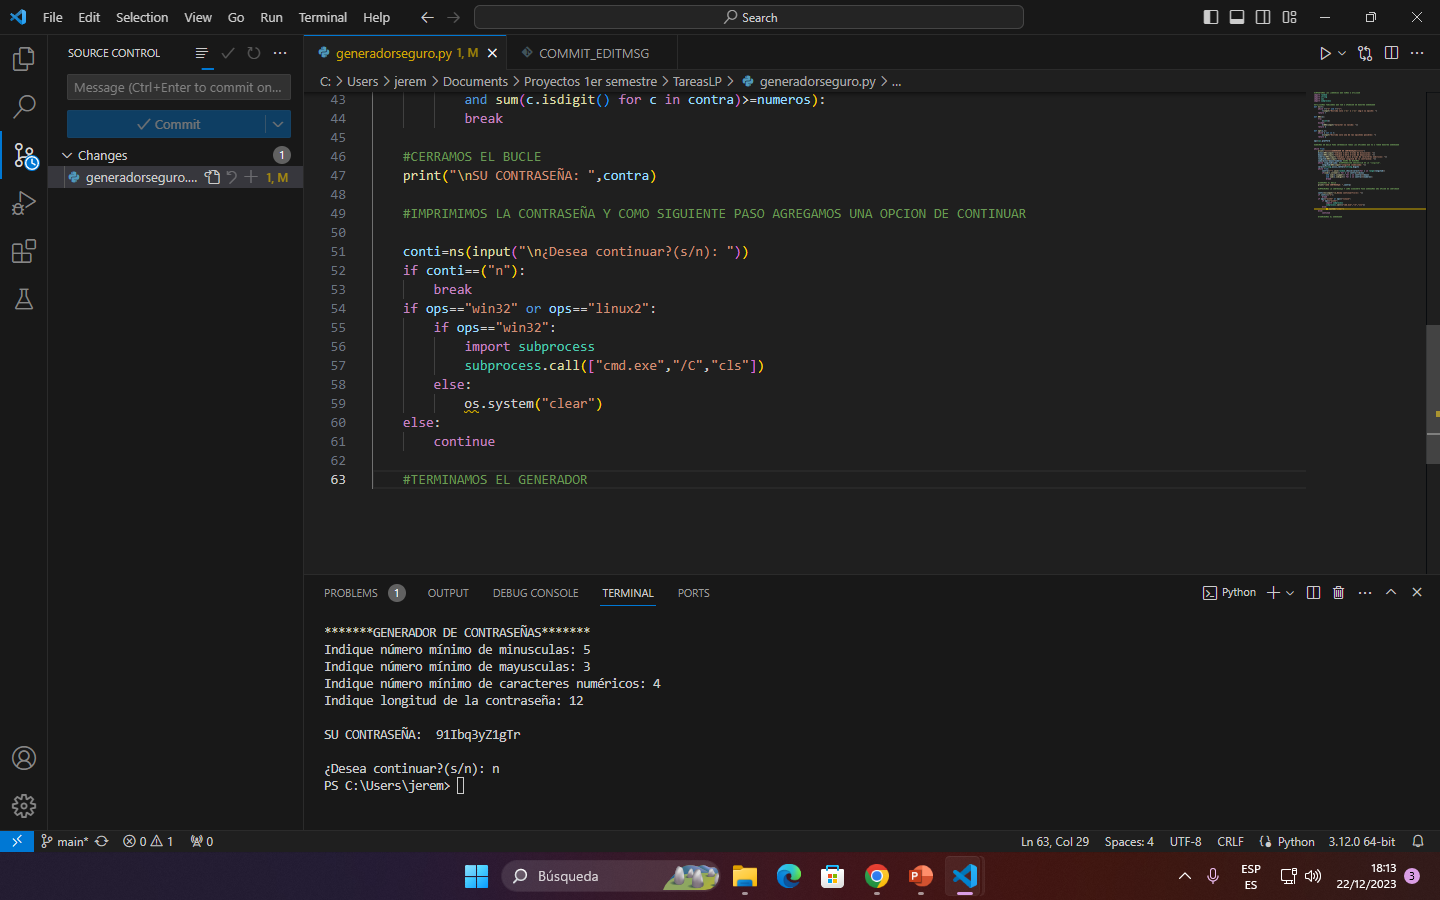 File Edit Selection View Go Run Terminal Help
Search
SOURCE CONTROL
Message (Ctrl+Enter to commit on...
Commit
Changes 1
generadorseguro.... 1, M
generadorseguro.py 1, M
COMMIT_EDITMSG
C: > Users > jerem > Documents > Proyectos 1er semestre > TareasLP > generadorseguro.py > ...
43 and sum(c.isdigit() for c in contra)>=numeros):
44 break
45
46 #CERRAMOS EL BUCLE
47 print("\nSU CONTRASEÑA: ",contra)
48
49 #IMPRIMIMOS LA CONTRASEÑA Y COMO SIGUIENTE PASO AGREGAMOS UNA OPCION DE CONTINUAR
50
51 conti=ns(input("\n¿Desea continuar?(s/n): "))
52 if conti==("n"):
53 break
54 if ops=="win32" or ops=="linux2":
55 if ops=="win32":
56 import subprocess
57 subprocess.call(["cmd.exe","/C","cls"])
58 else:
59 os.system("clear")
60 else:
61 continue
62
63 #TERMINAMOS EL GENERADOR
PROBLEMS 1 OUTPUT DEBUG CONSOLE TERMINAL PORTS
Python
*******GENERADOR DE CONTRASEÑAS*******
Indique número mínimo de minusculas: 5
Indique número mínimo de mayusculas: 3
Indique número mínimo de caracteres numéricos: 4
Indique longitud de la contraseña: 12
SU CONTRASEÑA:  91Ibq3yZ1gTr
¿Desea continuar?(s/n): n
PS C:\Users\jerem>
main* 0 1 0
Ln 63, Col 29 Spaces: 4 UTF-8 CRLF Python 3.12.0 64-bit
Búsqueda
ESP
ES
18:13
22/12/2023
3